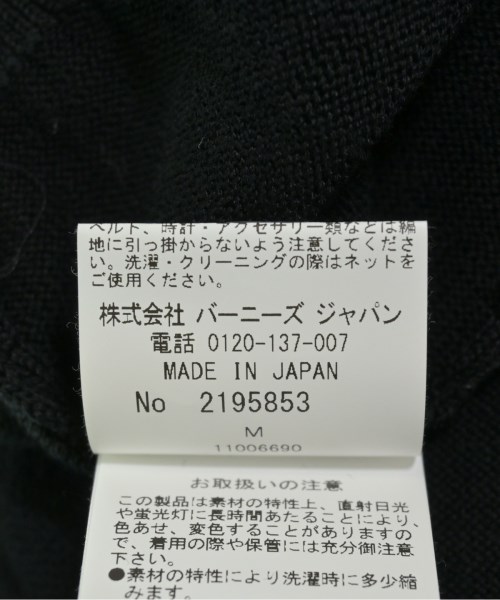 ベルト、時計・アクセサリー類などは編
地に引っ掛からないよう注意してくださ
い。洗濯・クリーニングの際はネットを
ご使用ください。
株式会社 バーニーズ ジャパン
電話 0120-137-007
MADE IN JAPAN
No 2195853
M
11006690
お取扱いの注意
この製品は素材の特性上、直射日光
や蛍光灯に長時間あたることにより、
色あせ、変色することがありますの
で、着用の際や保管には充分御注意
下さい。
●素材の特性により洗濯時に多少縮
みます。